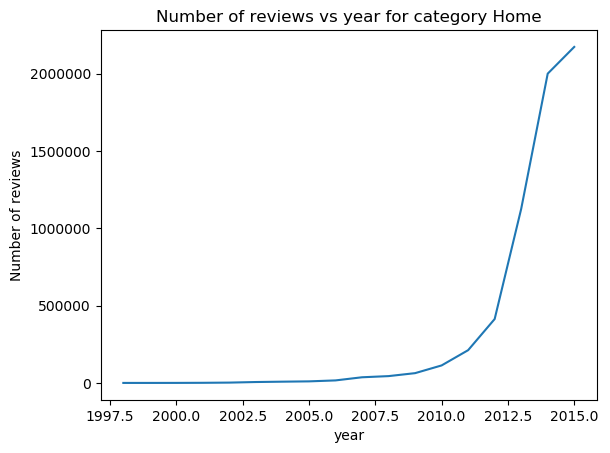 Number of reviews vs year for category Home
Number of reviews
2000000
1500000
1000000
500000
0
1997.5 2000.0 2002.5 2005.0 2007.5 2010.0 2012.5 2015.0
year